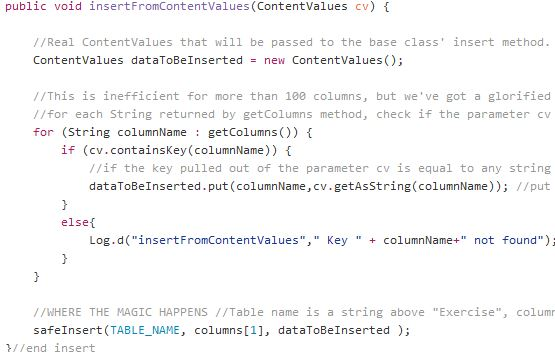 public void insertFromContentValues(ContentValues cv) {
//Real ContentValues that will be passed to the base class' insert method.
ContentValues dataToBeInserted = new ContentValues();
//This is inefficient for more than 100 columns, but we've got a glorified
//for each String returned by getColumns method, check if the parameter cv
for (String columnName : getColumns()) {
if (cv.containsKey(columnName)) {
//if the key pulled out of the parameter cv is equal to any string
dataToBeInserted.put(columnName,cv.getAsString(columnName)); //put
}
else{
Log.d("insertFromContentValues"," Key " + columnName+" not found");
}
}
//WHERE THE MAGIC HAPPENS //Table name is a string above "Exercise", colum
safeInsert(TABLE_NAME, columns[1], dataToBeInserted );
}//end insert